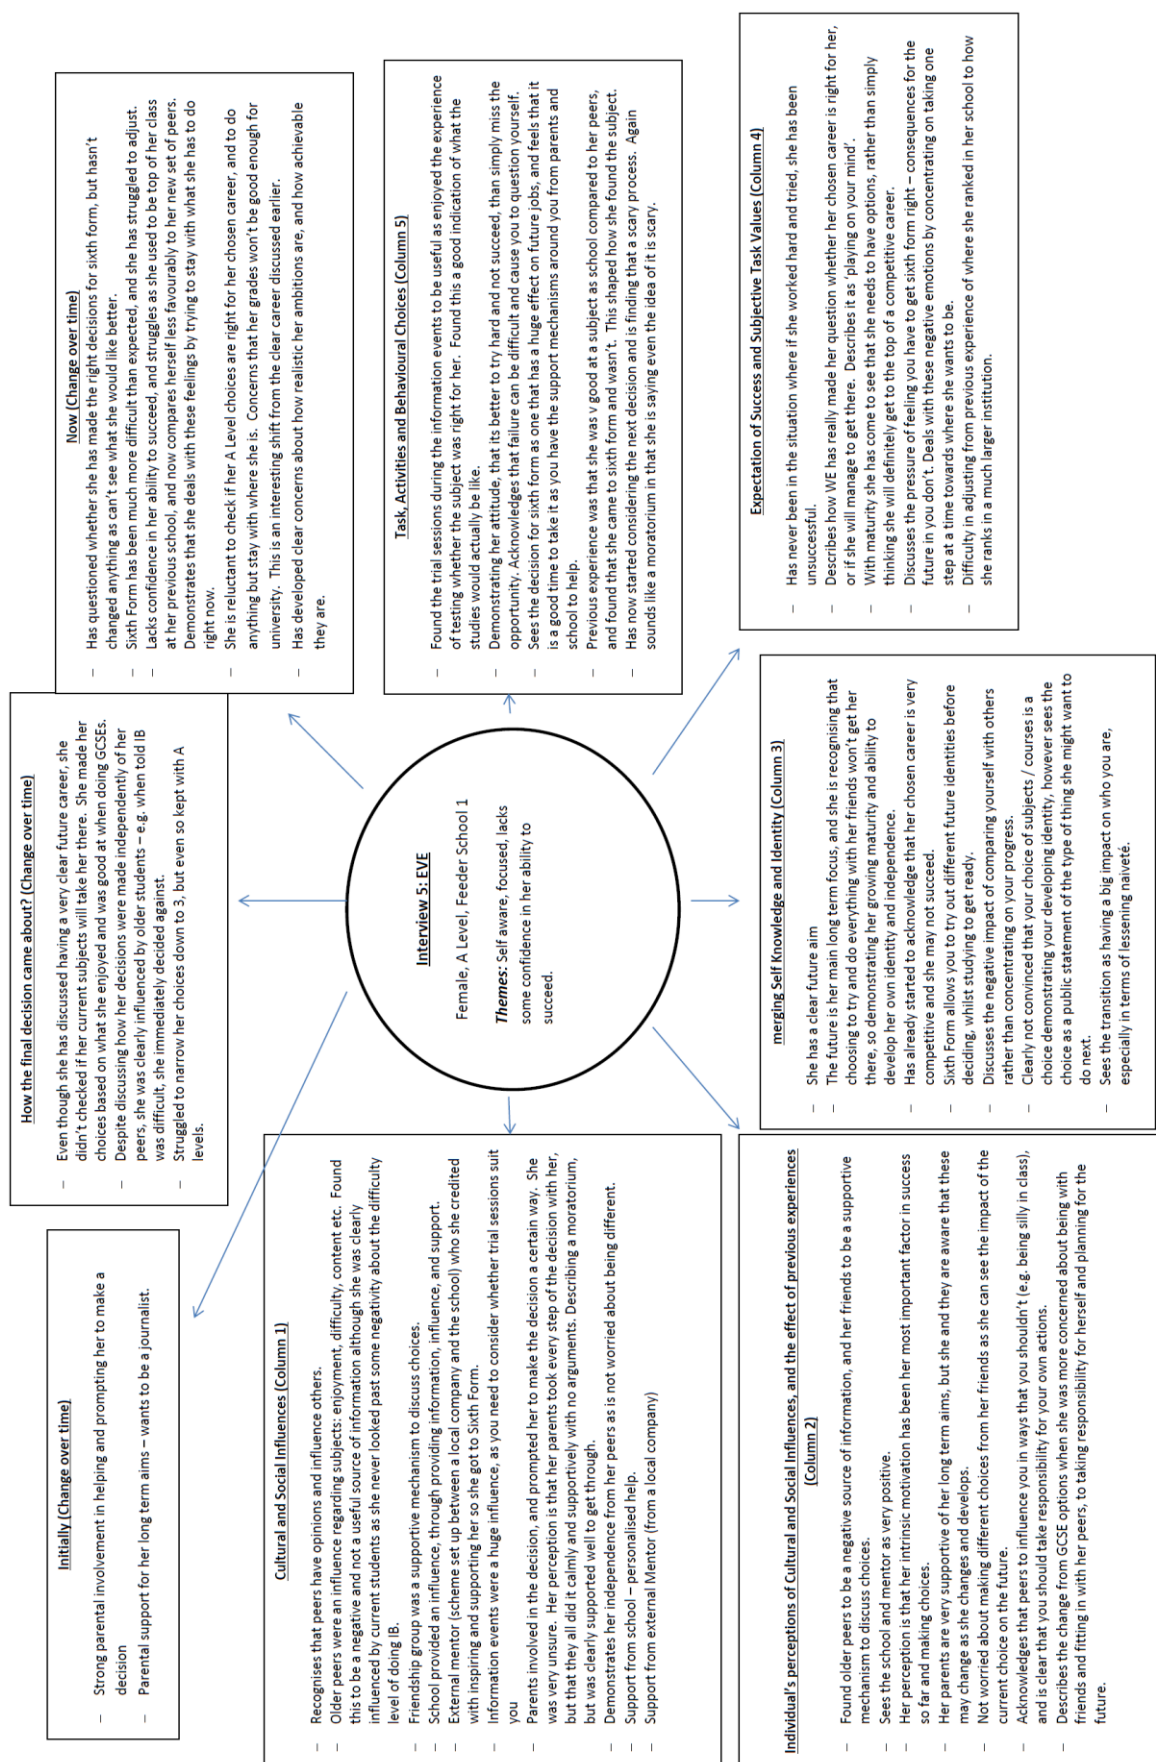 Initially (Change over time)
– Strong parental involvement in helping and prompting her to make a
decision
– Parental support for her long term aims – wants to be a journalist.
How the final decision came about? (Change over time)
– Even though she has discussed having a very clear future career, she
didn't checked if her current subjects will take her there. She made her
choices based on what she enjoyed and was good at when doing GCSEs.
– Despite discussing how her decisions were made independently of her
peers, she was clearly influenced by older students – e.g. when told IB
was difficult, she immediately decided against.
– Struggled to narrow her choices down to 3, but even so kept with A
levels.
Now (Change over time)
– Has questioned whether she has made the right decisions for sixth form, but hasn't
changed anything as can't see what she would like better.
– Sixth Form has been much more difficult than expected, and she has struggled to adjust.
– Lacks confidence in her ability to succeed, and struggles as she used to be top of her class
at her previous school, and now compares herself less favourably to her new set of peers.
Demonstrates that she deals with these feelings by trying to stay with what she has to do
right now.
– She is reluctant to check if her A Level choices are right for her chosen career, and to do
anything but stay with where she is. Concerns that her grades won't be good enough for
university. This is an interesting shift from the clear career discussed earlier.
– Has developed clear concerns about how realistic her ambitions are, and how achievable
they are.
Cultural and Social Influences (Column 1)
– Recognises that peers have opinions and influence others.
– Older peers were an influence regarding subjects: enjoyment, difficulty, content etc. Found
this to be a negative and not a useful source of information although she was clearly
influenced by current students as she never looked past some negativity about the difficulty
level of doing IB.
– Friendship group was a supportive mechanism to discuss choices.
– School provided an influence, through providing information, influence, and support.
– External mentor (scheme set up between a local company and the school) who she credited
with inspiring and supporting her so she got to Sixth Form.
– Information events were a huge influence, as you need to consider whether trial sessions suit
you
– Parents involved in the decision, and prompted her to make the decision a certain way. She
was very unsure. Her perception is that her parents took every step of the decision with her,
but that they all did it calmly and supportively with no arguments. Describing a moratorium,
but was clearly supported well to get through.
– Demonstrates her independence from her peers as is not worried about being different.
– Support from school – personalised help.
– Support from external Mentor (from a local company)
Interview 5: EVE
Female, A Level, Feeder School 1
Themes: Self aware, focused, lacks
some confidence in her ability to
succeed.
Task, Activities and Behavioural Choices (Column 5)
– Found the trial sessions during the information events to be useful as enjoyed the experience
of testing whether the subject was right for her. Found this a good indication of what the
studies would actually be like.
– Demonstrating her attitude, that its better to try hard and not succeed, than simply miss the
opportunity. Acknowledges that failure can be difficult and cause you to question yourself.
– Sees the decision for sixth form as one that has a huge effect on future jobs, and feels that it
is a good time to take it as you have the support mechanisms around you from parents and
school to help.
– Previous experience was that she was v good at a subject as school compared to her peers,
and found that she came to sixth form and wasn't. This shaped how she found the subject.
– Has now started considering the next decision and is finding that a scary process. Again
sounds like a moratorium in that she is saying even the idea of it is scary.
Individual's perceptions of Cultural and Social Influences, and the effect of previous experiences
(Column 2)
– Found older peers to be a negative source of information, and her friends to be a supportive
mechanism to discuss choices.
– Sees the school and mentor as very positive.
– Her perception is that her intrinsic motivation has been her most important factor in success
so far and making choices.
– Her parents are very supportive of her long term aims, but she and they are aware that these
may change as she changes and develops.
– Not worried about making different choices from her friends as she can see the impact of the
current choice on the future.
– Acknowledges that peers to influence you in ways that you shouldn't (e.g. being silly in class),
and is clear that you should take responsibility for your own actions.
– Describes the change from GCSE options when she was more concerned about being with
friends and fitting in with her peers, to taking responsibility for herself and planning for the
future.
merging Self Knowledge and Identity (Column 3)
– She has a clear future aim
– The future is her main long term focus, and she is recognising that
choosing to try and do everything with her friends won't get her
there, so demonstrating her growing maturity and ability to
develop her own identity and independence.
– Has already started to acknowledge that her chosen career is very
competitive and she may not succeed.
– Sixth Form allows you to try out different future identities before
deciding, whilst studying to get ready.
– Discusses the negative impact of comparing yourself with others
rather than concentrating on your progress.
– Clearly not convinced that your choice of subjects / courses is a
choice demonstrating your developing identity, however sees the
choice as a public statement of the type of thing she might want to
do next.
– Sees the transition as having a big impact on who you are,
especially in terms of lessening naiveté.
Expectation of Success and Subjective Task Values (Column 4)
– Has never been in the situation where if she worked hard and tried, she has been
unsuccessful.
– Describes how WE has really made her question whether her chosen career is right for her,
or if she will manage to get there. Describes it as 'playing on your mind'.
– With maturity she has come to see that she needs to have options, rather than simply
thinking she will definitely get to the top of a competitive career.
– Discusses the pressure of feeling you have to get sixth form right – consequences for the
future in you don't. Deals with these negative emotions by concentrating on taking one
step at a time towards where she wants to be.
– Difficulty in adjusting from previous experience of where she ranked in her school to how
she ranks in a much larger institution.